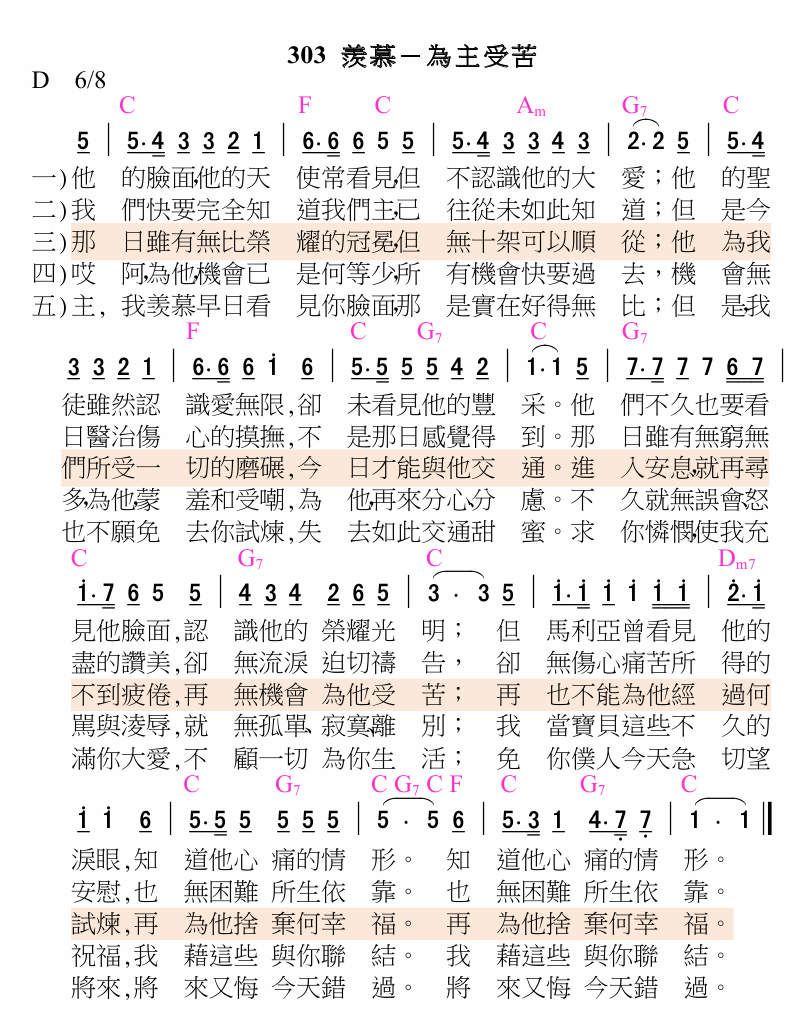 303 羨慕－為主受苦
D 6/8
C F C Am G7 C
5 | 5·4 3 3 2 1 | 6·6 6 5 5 | 5·4 3 3 4 3 | 2·2 5 | 5·4
一)他 的臉面,他的天 使常看見,但 不認識他的大 愛；他 的聖
二)我 們快要完全知 道我們主,已 往從未如此知 道；但 是今
三)那 日雖有無比榮 耀的冠冕,但 無十架可以順 從；他 為我
四)哎 阿,為他,機會已 是何等少,所 有機會快要過 去，機 會無
五)主, 我羨慕早日看 見你臉面,那 是實在好得無 比；但 是,我
F C G7 C G7
3 3 2 1 | 6·6 6 i 6 | 5·5 5 5 4 2 | 1·1 5 | 7·7 7 7 6 7 |
徒雖然認 識愛無限,卻 未看見他的豐 采。他 們不久也要看
日醫治傷 心的摸撫,不 是那日感覺得 到。那 日雖有無窮無
們所受一 切的磨碾,今 日才能與他交 通。進 入安息,就再尋
多,為他,蒙 羞和受嘲,為 他,再來分心、分 慮。不 久就無誤會、怒
也不願免 去你試煉,失 去如此交通甜 蜜。求 你憐憫,使我充
C G7 C Dm7
i·7 6 5 5 | 4 3 4 2 6 5 | 3 · 3 5 | i·i i i i i | 2·i
見他臉面,認 識他的 榮耀光 明； 但 馬利亞曾看見 他的
盡的讚美,卻 無流淚 迫切禱 告， 卻 無傷心痛苦所 得的
不到疲倦,再 無機會 為他受 苦； 再 也不能為他經 過何
罵與淩辱,就 無孤單、 寂寞、離 別； 我 當寶貝這些不 久的
滿你大愛,不 顧一切 為你生 活； 免 你僕人今天急 切望
C G7 C G7 C F C G7 C
i i 6 | 5·5 5 5 5 5 | 5 · 5 6 | 5·3 1 4·7 7 | 1 · 1 ‖
淚眼,知 道他心 痛的情 形。 知 道他心 痛的情 形。
安慰,也 無困難 所生依 靠。 也 無困難 所生依 靠。
試煉,再 為他捨 棄何幸 福。 再 為他捨 棄何幸 福。
祝福,我 藉這些 與你聯 結。 我 藉這些 與你聯 結。
將來,將 來又悔 今天錯 過。 將 來又悔 今天錯 過。